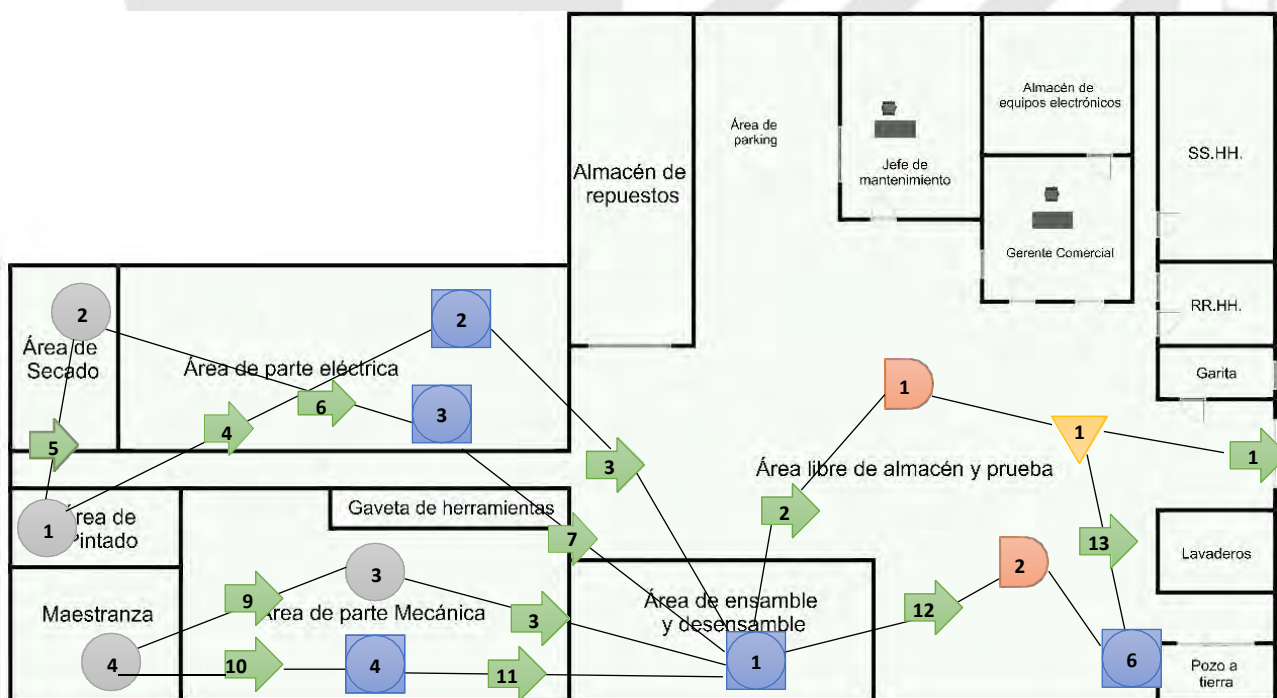 Almacén de
equipos electrónicos
Área de
parking
SS.HH.
Jefe de
mantenimiento
Almacén de
repuestos
Gerente Comercial
RR.HH.
2
2
Área de
Secado
Área de parte eléctrica
Garita
1
6
3
4
1
5
3
Área libre de almacén y prueba
1
Gaveta de herramientas
2
1
Área de
Pintado
7
13
Lavaderos
2
3
9
Área de parte Mecánica
Área de ensamble
y desensamble
12
Maestranza
3
4
10
4
11
1
6
Pozo a
tierra